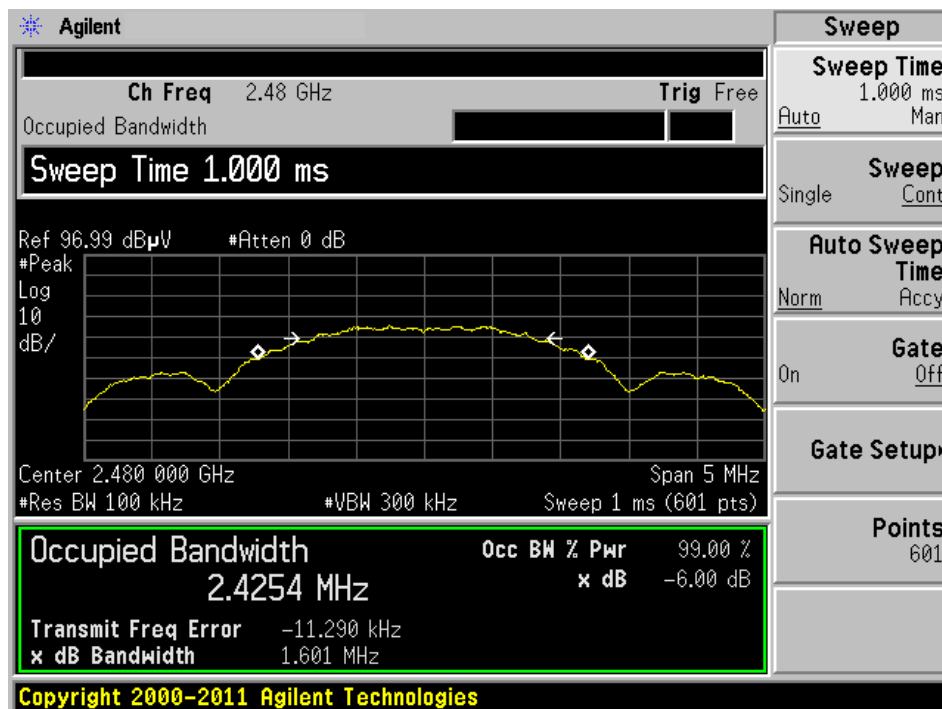 Agilent
Sweep
Ch Freq 2.48 GHz Trig Free
Occupied Bandwidth
Sweep Time 1.000 ms
Ref 96.99 dBµV #Atten 0 dB
#Peak
Log
10
dB/
Center 2.480 000 GHz Span 5 MHz
#Res BW 100 kHz #VBW 300 kHz Sweep 1 ms (601 pts)
Occupied Bandwidth Occ BW % Pwr 99.00 %
2.4254 MHz x dB -6.00 dB
Transmit Freq Error -11.290 kHz
x dB Bandwidth 1.601 MHz
Copyright 2000-2011 Agilent Technologies
Sweep Time
1.000 ms
Auto Man
Sweep
Single Cont
Auto Sweep
Time
Norm Accy
Gate
On Off
Gate Setup
Points
601